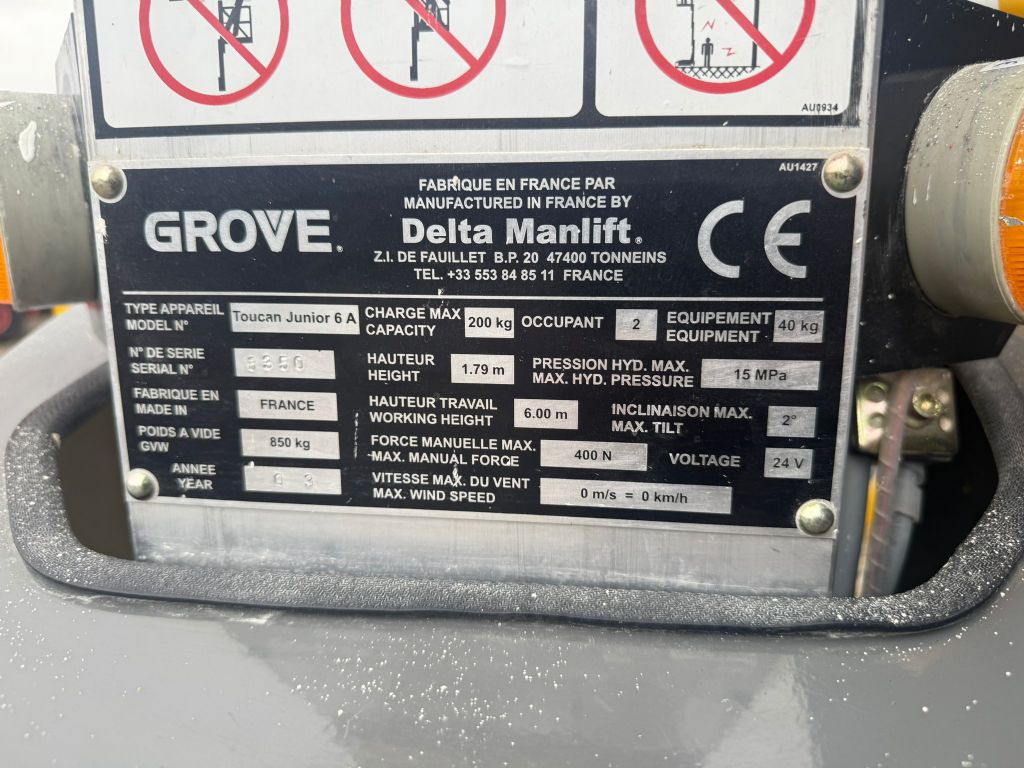 N
Z
AU0934
AU1427
FABRIQUE EN FRANCE PAR
MANUFACTURED IN FRANCE BY
GROVE®
Delta Manlift®
CE
Z.I. DE FAUILLET B.P. 20 47400 TONNEINS
TEL. +33 553 84 85 11 FRANCE
TYPE APPAREIL
MODEL N°
Toucan Junior 6 A
CHARGE MAX
CAPACITY
200 kg
OCCUPANT
2
EQUIPEMENT
EQUIPMENT
40 kg
N° DE SERIE
SERIAL N°
HAUTEUR
HEIGHT
1.79 m
PRESSION HYD. MAX.
MAX. HYD. PRESSURE
15 MPa
FABRIQUE EN
MADE IN
FRANCE
HAUTEUR TRAVAIL
WORKING HEIGHT
6.00 m
INCLINAISON MAX.
MAX. TILT
2°
POIDS A VIDE
GVW
850 kg
FORCE MANUELLE MAX.
MAX. MANUAL FORCE
400 N
VOLTAGE
24 V
ANNEE
YEAR
0 3
VITESSE MAX. DU VENT
MAX. WIND SPEED
0 m/s = 0 km/h